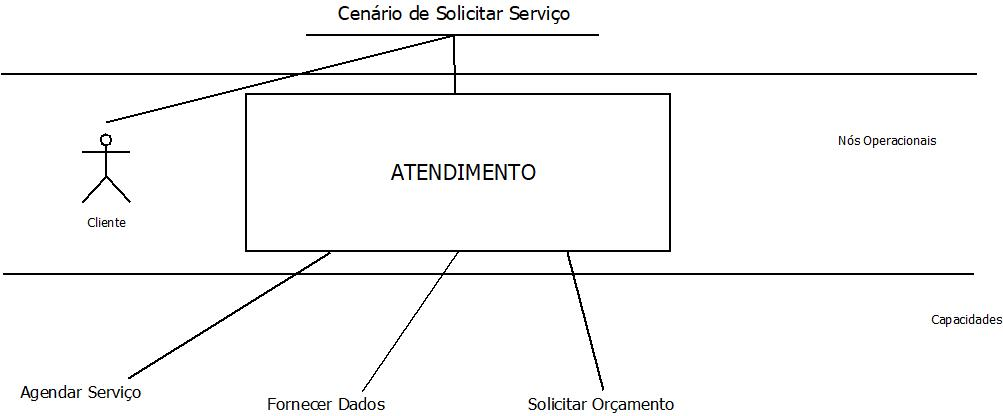 Cenário de Solicitar Serviço
Nós Operacionais
ATENDIMENTO
Cliente
Capacidades
Agendar Serviço
Fornecer Dados
Solicitar Orçamento